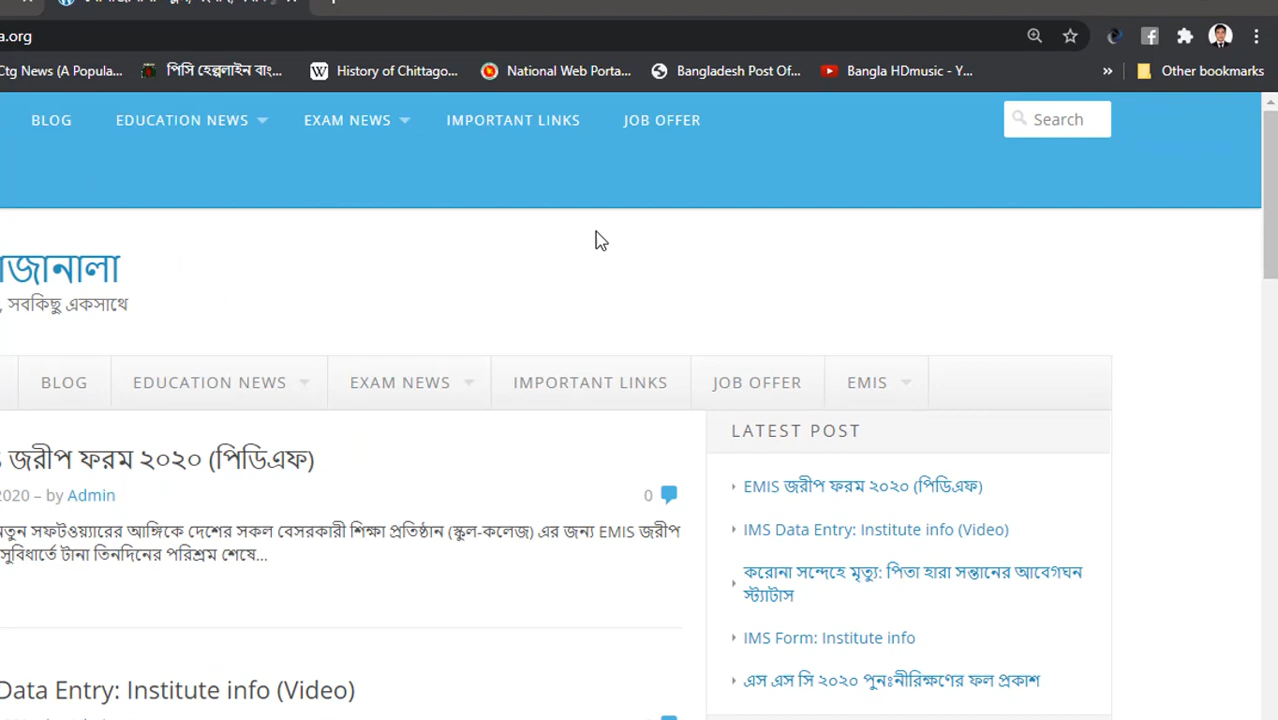 a.org
Ctg News (A Popula...
পিসি হেল্পলাইন বাং...
History of Chittago...
National Web Porta...
Bangladesh Post Of...
Bangla HDmusic - Y...
»
Other bookmarks
BLOG
EDUCATION NEWS
EXAM NEWS
IMPORTANT LINKS
JOB OFFER
Search
জানালা
, সবকিছু একসাথে
BLOG
EDUCATION NEWS
EXAM NEWS
IMPORTANT LINKS
JOB OFFER
EMIS
জরীপ ফরম ২০২০ (পিডিএফ)
2020 – by Admin
0
নতুন সফটওয়্যারের আঙ্গিকে দেশের সকল বেসরকারী শিক্ষা প্রতিষ্ঠান (স্কুল-কলেজ) এর জন্য EMIS জরীপ
সুবিধার্তে টানা তিনদিনের পরিশ্রম শেষে...
Data Entry: Institute info (Video)
LATEST POST
EMIS জরীপ ফরম ২০২০ (পিডিএফ)
IMS Data Entry: Institute info (Video)
করোনা সন্দেহে মৃত্যু: পিতা হারা সন্তানের আবেগঘন
স্ট্যাটাস
IMS Form: Institute info
এস এস সি ২০২০ পুনঃনীরিক্ষণের ফল প্রকাশ